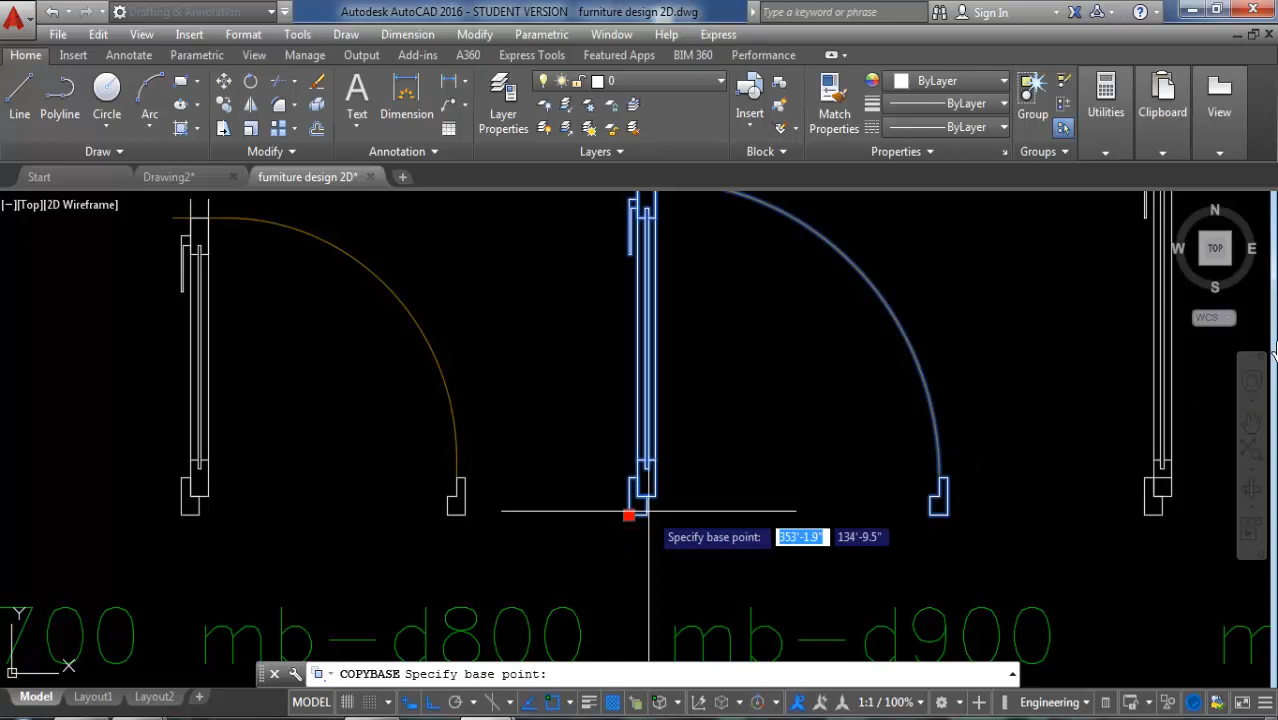 Drafting & Annotation
Autodesk AutoCAD 2016 - STUDENT VERSION furniture design 2D.dwg
Type a keyword or phrase
Sign In
File Edit View Insert Format Tools Draw Dimension Modify Parametric Window Help Express
Home Insert Annotate Parametric View Manage Output Add-ins A360 Express Tools Featured Apps BIM 360 Performance
0
ByLayer
ByLayer
ByLayer
Line Polyline Circle Arc
Text Dimension
Layer Properties
Insert
Match Properties
Group Utilities Clipboard View
Draw Modify Annotation Layers Block Properties Groups
Start Drawing2* furniture design 2D*
[−][Top][2D Wireframe]
N
W TOP E
S
WCS
Specify base point: 353'-1.9" 134'-9.5"
700 mb-d800 mb-d900 m
Y
X
COPYBASE Specify base point:
Model Layout1 Layout2
MODEL 1:1 / 100% Engineering